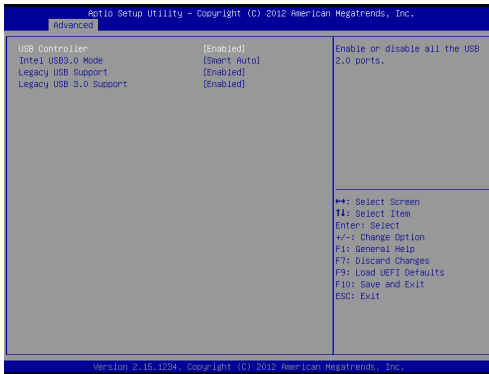 Aptio Setup Utility – Copyright (C) 2012 American Megatrends, Inc.
Advanced
USB Controller [Enabled]
Intel USB3.0 Mode [Smart Auto]
Legacy USB Support [Enabled]
Legacy USB 3.0 Support [Enabled]
Enable or disable all the USB
2.0 ports.
↔: Select Screen
↑↓: Select Item
Enter: Select
+/-: Change Option
F1: General Help
F7: Discard Changes
F9: Load UEFI Defaults
F10: Save and Exit
ESC: Exit
Version 2.15.1234. Copyright (C) 2012 American Megatrends, Inc.